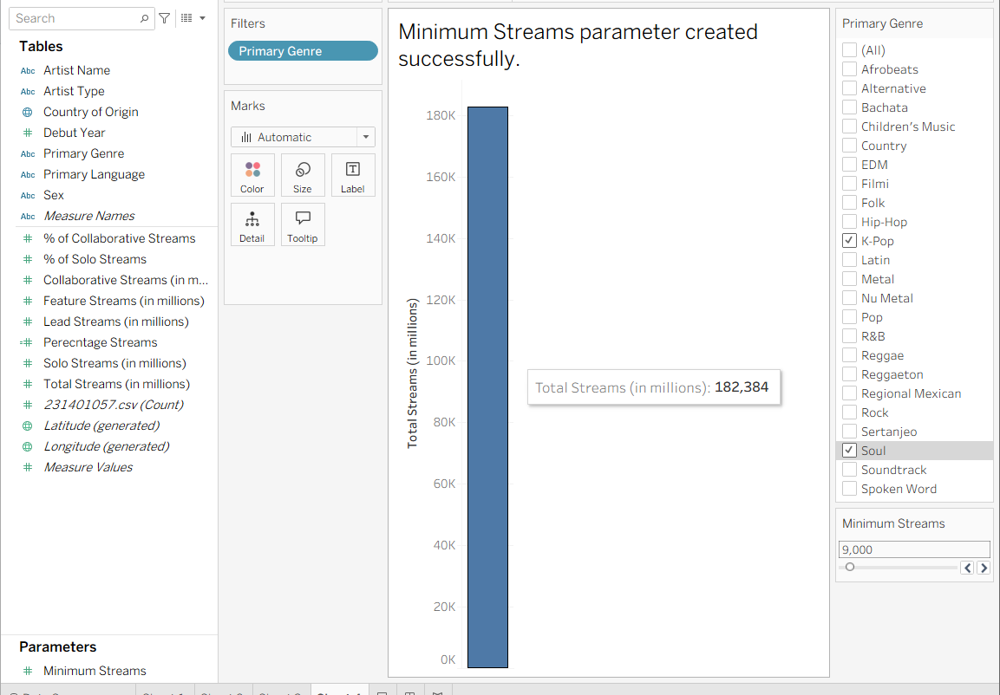 Search
Tables
Abc Artist Name
Abc Artist Type
Country of Origin
# Debut Year
Abc Primary Genre
Abc Primary Language
Abc Sex
Abc Measure Names
# % of Collaborative Streams
# % of Solo Streams
# Collaborative Streams (in m...
# Feature Streams (in millions)
# Lead Streams (in millions)
=# Perecntage Streams
# Solo Streams (in millions)
# Total Streams (in millions)
# 231401057.csv (Count)
Latitude (generated)
Longitude (generated)
# Measure Values
Parameters
# Minimum Streams
Filters
Primary Genre
Marks
Automatic
Color
Size
T
Label
Detail
Tooltip
Minimum Streams parameter created
successfully.
Total Streams (in millions)
180K
160K
140K
120K
100K
80K
60K
40K
20K
0K
Total Streams (in millions): 182,384
Primary Genre
(All)
Afrobeats
Alternative
Bachata
Children's Music
Country
EDM
Filmi
Folk
Hip-Hop
K-Pop
Latin
Metal
Nu Metal
Pop
R&B
Reggae
Reggaeton
Regional Mexican
Rock
Sertanjeo
Soul
Soundtrack
Spoken Word
Minimum Streams
9,000